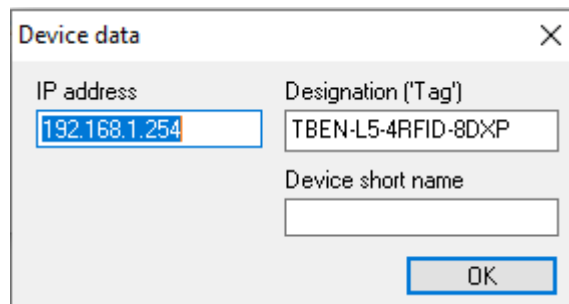 Device data
IP address
192.168.1.254
Designation ('Tag')
TBEN-L5-4RFID-8DXP
Device short name
OK